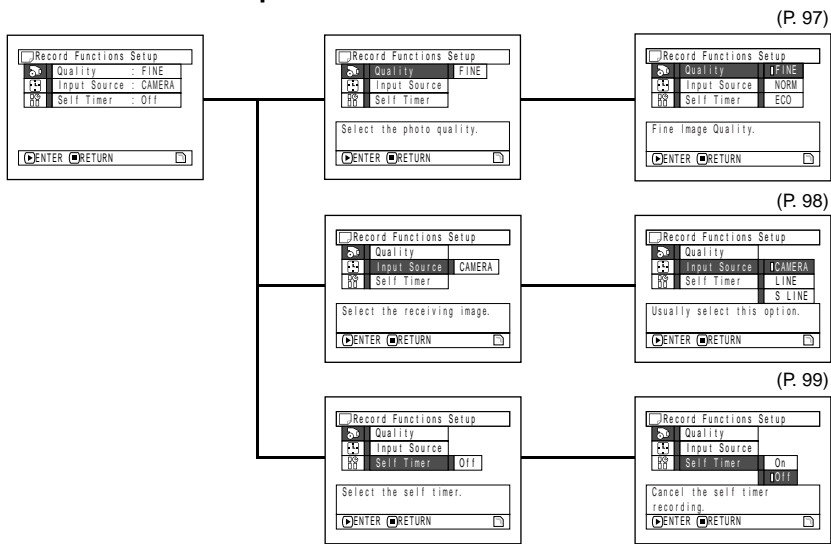 (P. 97)
Record Functions Setup
Quality : FINE
Input Source : CAMERA
Self Timer : Off
ENTER RETURN
Record Functions Setup
Quality FINE
Input Source
Self Timer
Select the photo quality.
ENTER RETURN
Record Functions Setup
Quality FINE
Input Source NORM
Self Timer ECO
Fine Image Quality.
ENTER RETURN
(P. 98)
Record Functions Setup
Quality
Input Source CAMERA
Self Timer
Select the receiving image.
ENTER RETURN
Record Functions Setup
Quality
Input Source CAMERA
Self Timer LINE
S LINE
Usually select this option.
ENTER RETURN
(P. 99)
Record Functions Setup
Quality
Input Source
Self Timer Off
Select the self timer.
ENTER RETURN
Record Functions Setup
Quality
Input Source
Self Timer On
Off
Cancel the self timer
recording.
ENTER RETURN